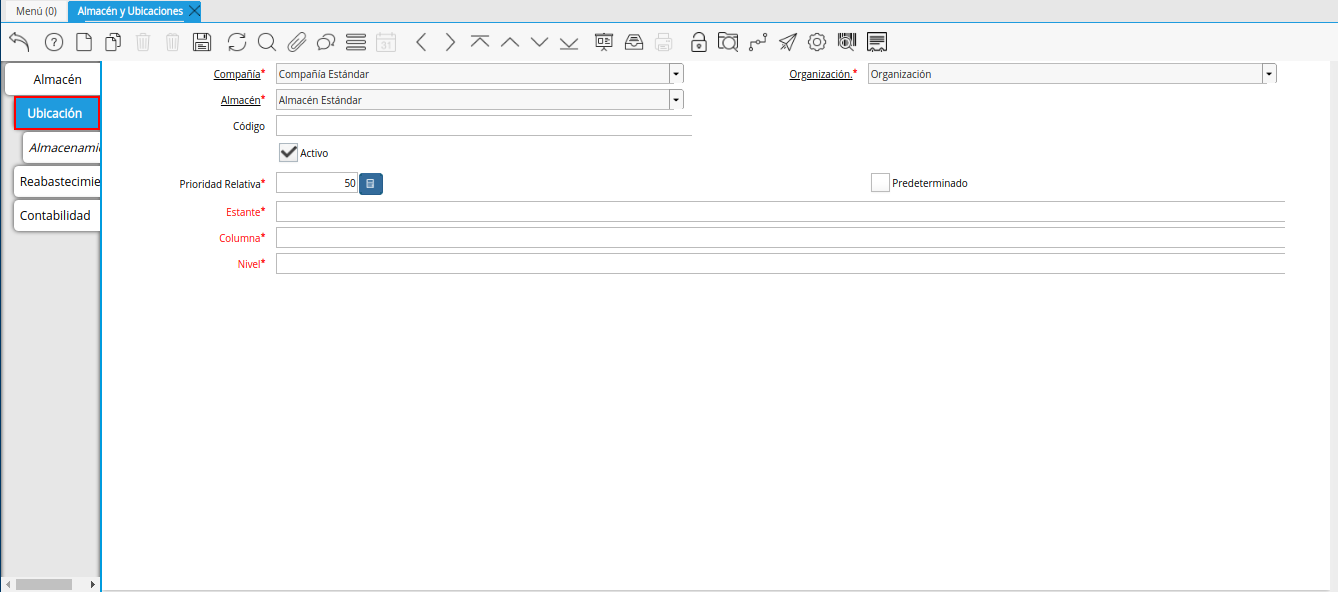 Menú (0)
Almacén y Ubicaciones
31
Almacén
Ubicación
Almacenami
Reabastecimie
Contabilidad
Compañía* Compañía Estándar Organización.* Organización
Almacén* Almacén Estándar
Código
Activo
Prioridad Relativa* 50 Predeterminado
Estante*
Columna*
Nivel*